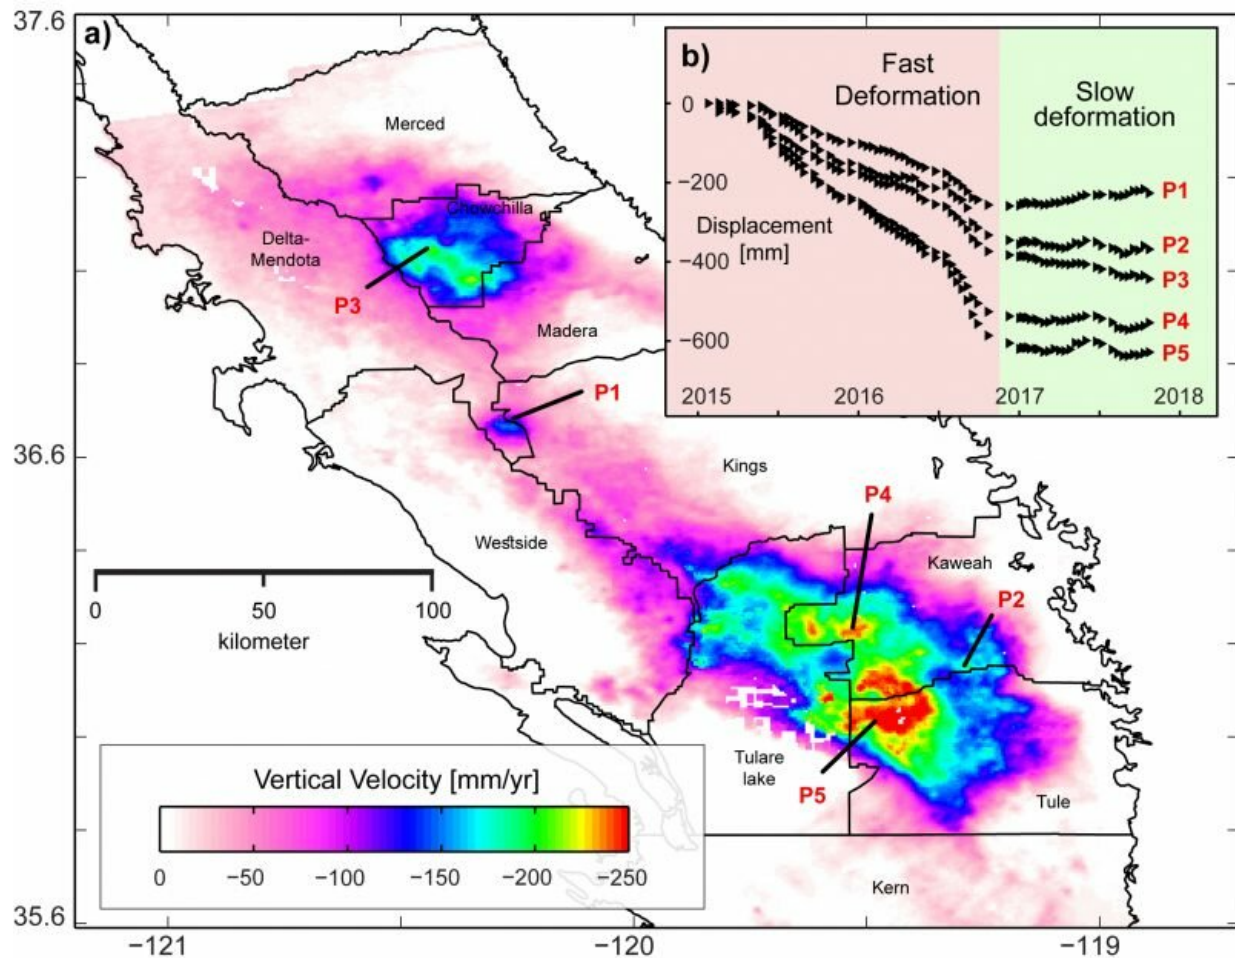 37.6
36.6
35.6
−121
−120
−119
a)
Merced
Chowchilla
Delta-
Mendota
P3
Madera
P1
Kings
Westside
P4
Kaweah
P2
P5
Tulare
lake
Tule
Kern
0
50
100
kilometer
Vertical Velocity [mm/yr]
0
−50
−100
−150
−200
−250
b)
Fast
Deformation
Slow
deformation
0
−200
−400
−600
Displacement
[mm]
P1
P2
P3
P4
P5
2015
2016
2017
2018